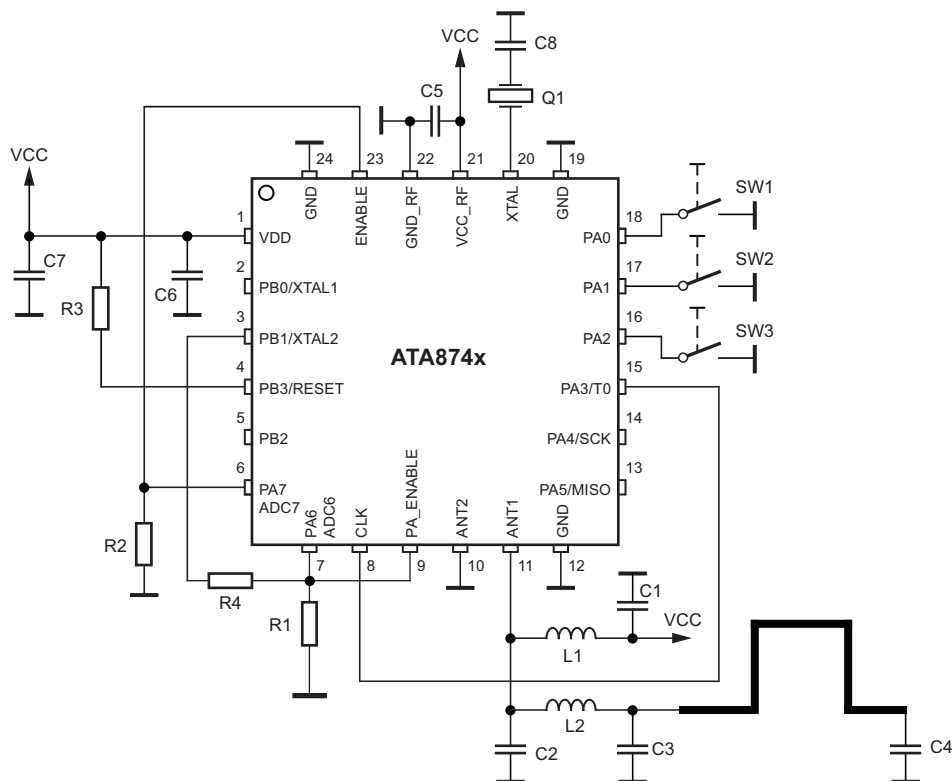 C8
VCC
C5
Q1
24
23
22
21
20
19
VCC
GND
ENABLE
GND_RF
VCC_RF
XTAL
GND
1
VDD
18
PA0
SW1
C7
C6
2
PB0/XTAL1
17
PA1
SW2
R3
3
PB1/XTAL2
16
PA2
SW3
ATA874x
4
PB3/RESET
15
PA3/T0
5
PB2
14
PA4/SCK
6
PA7
ADC7
13
PA5/MISO
PA6
ADC6
CLK
PA_ENABLE
ANT2
ANT1
GND
R2
7
8
9
10
11
12
R4
C1
R1
VCC
L1
L2
C2
C3
C4